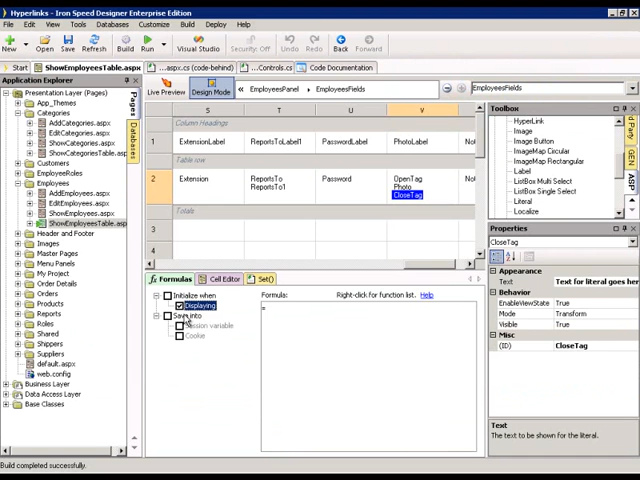 Hyperlinks - Iron Speed Designer Enterprise Edition
File Edit View Tools Databases Customize Build Deploy Help
New Open Save Refresh Build Run Visual Studio Security: Off Undo Redo Back Forward
ShowEmployeesTable.aspx
...aspx.cs (code-behind)
...Controls.cs
Code Documentation
Application Explorer
Presentation Layer (Pages)
App_Themes
Categories
AddCategories.aspx
EditCategories.aspx
ShowCategories.aspx
ShowCategoriesTable.asp
Customers
EmployeeRoles
Employees
AddEmployees.aspx
EditEmployees.aspx
ShowEmployees.aspx
ShowEmployeesTable.asp
Header and Footer
Images
Master Pages
Menu Panels
My Project
Order Details
Orders
Products
Reports
Roles
Shared
Shippers
Suppliers
default.aspx
web.config
Business Layer
Data Access Layer
Base Classes
Pages
Databases
Live Preview
Design Mode
EmployeesPanel
EmployeesFields
EmployeesFields
S T U V
Column Headings
1 ExtensionLabel ReportsToLabel1 PasswordLabel PhotoLabel Not
Table row
2 Extension ReportsTo Password OpenTag Not
ReportsTo1 Photo
CloseTag
Totals
3
4
Formulas
Cell Editor
Set()
Initialize when
Displaying
Save into
Session variable
Cookie
Formula: Right-click for function list. Help
=
Toolbox
HyperLink
Image
Image Button
ImageMap Circular
ImageMap Rectangular
Label
ListBox Multi Select
ListBox Single Select
Literal
Localize
d Party
GEN
ASP
Properties
CloseTag
Appearance
Text Text for literal goes her
Behavior
EnableViewState True
Mode Transform
Visible True
Misc
(ID) CloseTag
Text
The text to be shown for the literal.
Build completed successfully.